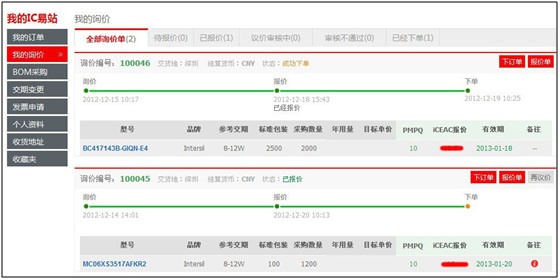 我的IC易站
我的询价
我的订单
我的询价 »
BOM采购
交期变更
发票申请
个人资料
收货地址
收藏夹
全部询价单(2) 待报价(0) 已报价(1) 议价审核中(0) 审核不通过(0) 已经下单(1)
询价编号: 100046 交货地: 深圳 结算货币: CNY 状态: 成功下单 下订单 报价单
询价 报价 下单
2012-12-15 10:17 2012-12-18 15:43 2012-12-19 10:25
已经报价
型号 品牌 参考交期 标准包装 采购数量 年用量 目标单价 PMPQ iCEAC报价 有效期 备注
BC417143B-GIQN-E4 Intersil 8-12W 2500 2000 10 2013-01-18 --
询价编号: 100045 交货地: 深圳 结算货币: CNY 状态: 已报价 下订单 报价单 再议价
询价 报价 下单
2012-12-14 14:01 2012-12-20 10:13
型号 品牌 参考交期 标准包装 采购数量 年用量 目标单价 PMPQ iCEAC报价 有效期 备注
MC06XS3517AFKR2 Intersil 8-12W 100 1200 10 2013-01-20